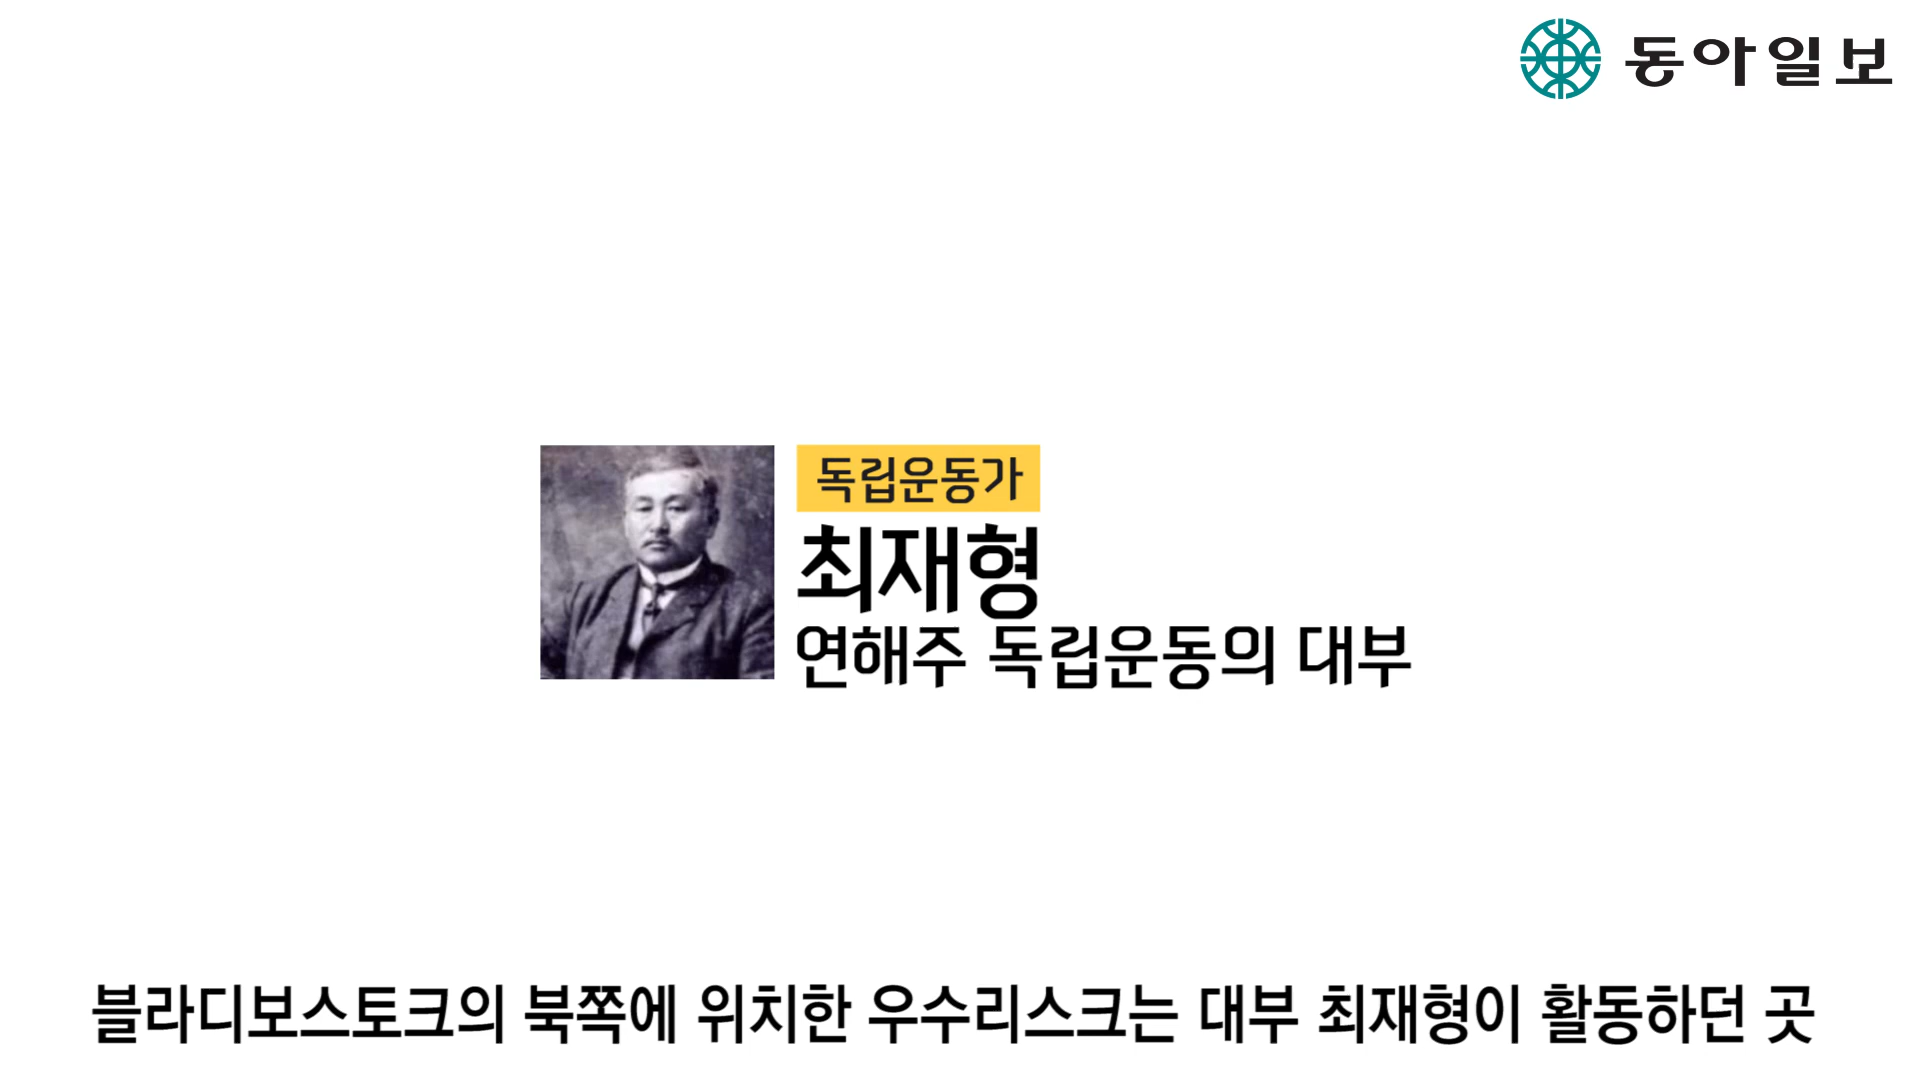 동아일보
독립운동가
최재형
연해주 독립운동의 대부
블라디보스토크의 북쪽에 위치한 우수리스크는 대부 최재형이 활동하던 곳